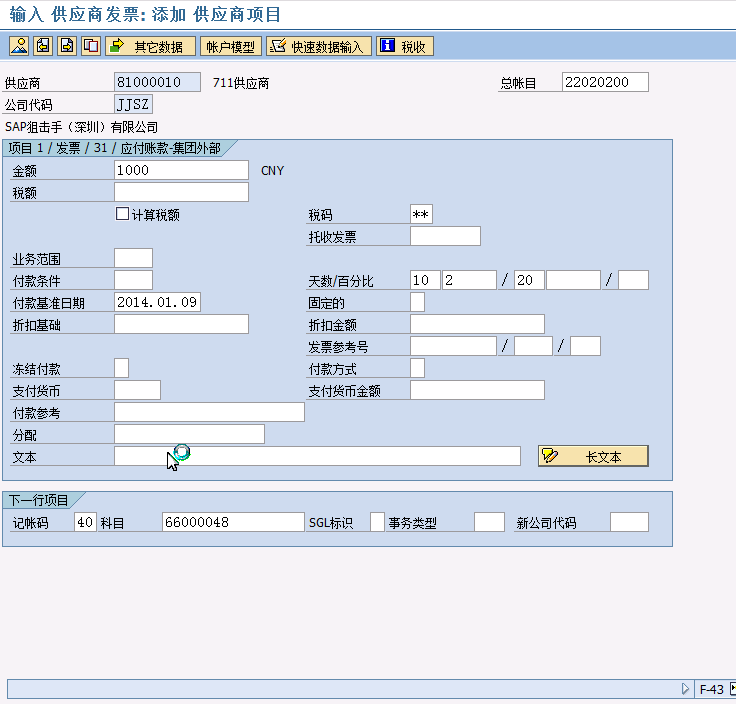 输入 供应商发票: 添加 供应商项目
其它数据 帐户模型 快速数据输入 税收
供应商 81000010 711供应商 总帐目 22020200
公司代码 JJSZ
SAP狙击手（深圳）有限公司
项目 1 / 发票 / 31 / 应付账款-集团外部
金额 1000 CNY
税额
计算税额 税码 **
托收发票
业务范围
付款条件 天数/百分比 10 2 / 20 /
付款基准日期 2014.01.09 固定的
折扣基础 折扣金额
发票参考号 / /
冻结付款 付款方式
支付货币 支付货币金额
付款参考
分配
文本 长文本
下一行项目
记帐码 40 科目 66000048 SGL标识 事务类型 新公司代码
F-43